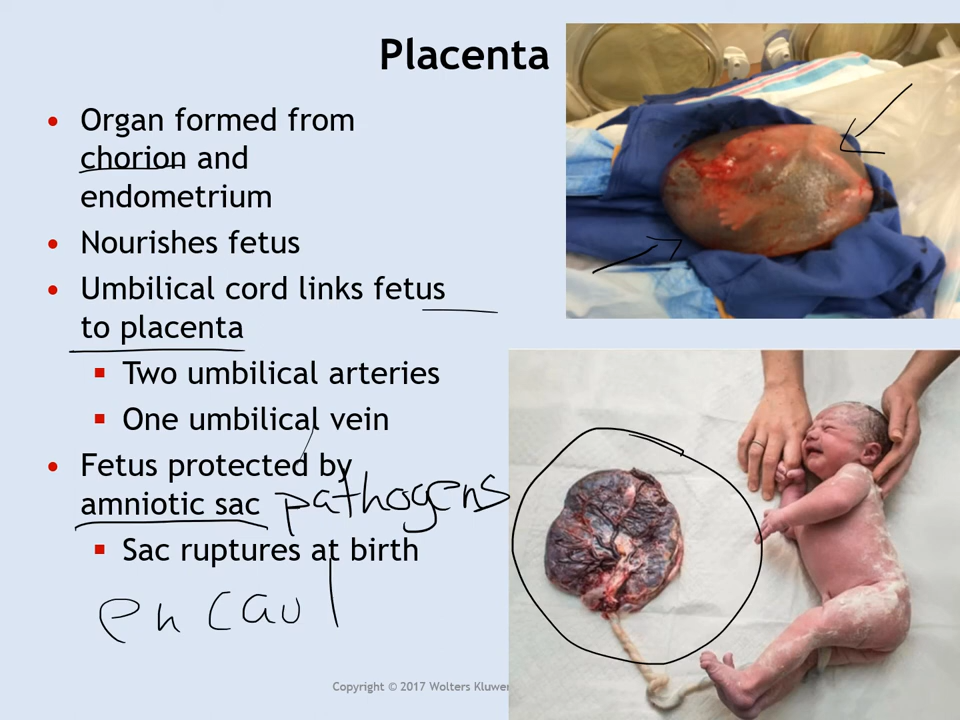 Placenta
• Organ formed from
chorion and
endometrium
• Nourishes fetus
• Umbilical cord links fetus
to placenta
▪ Two umbilical arteries
▪ One umbilical vein
• Fetus protected by
amniotic sac pathogens
▪ Sac ruptures at birth
en caul
Copyright © 2017 Wolters Kluwer